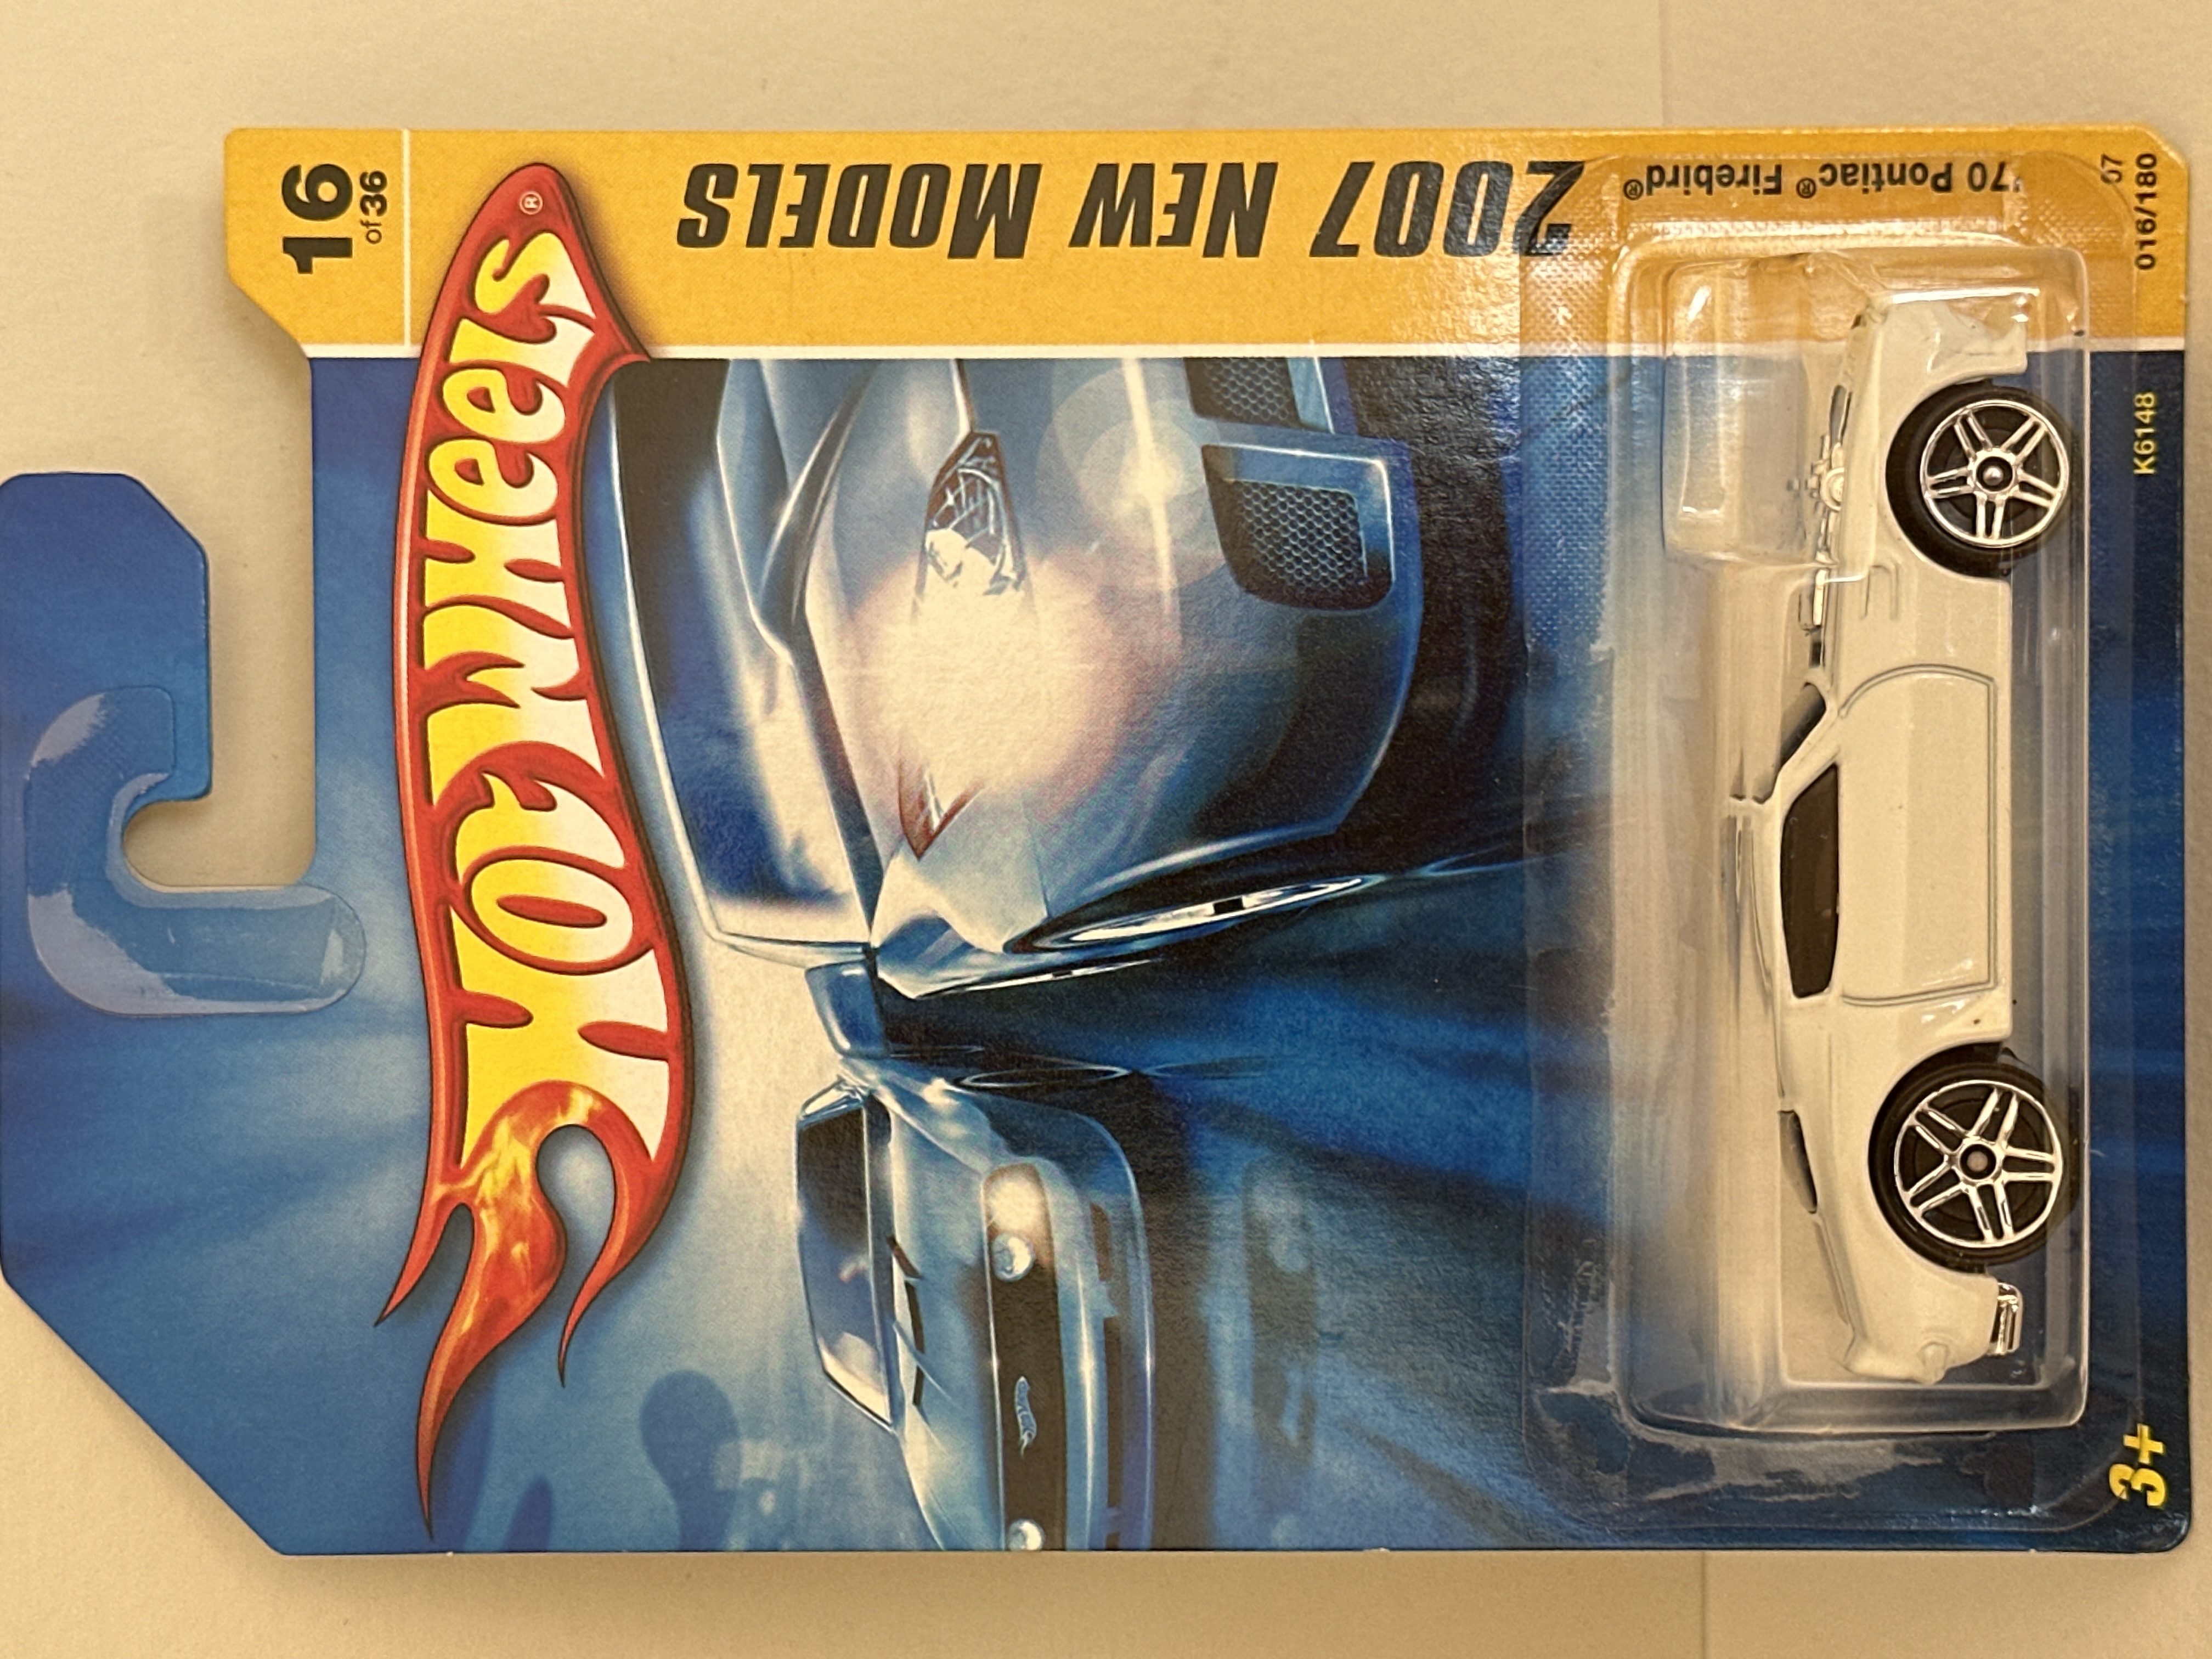 16
of 36
Hot Wheels®
2007 NEW MODELS
'70 Pontiac® Firebird®
07
016/180
K6148
3+